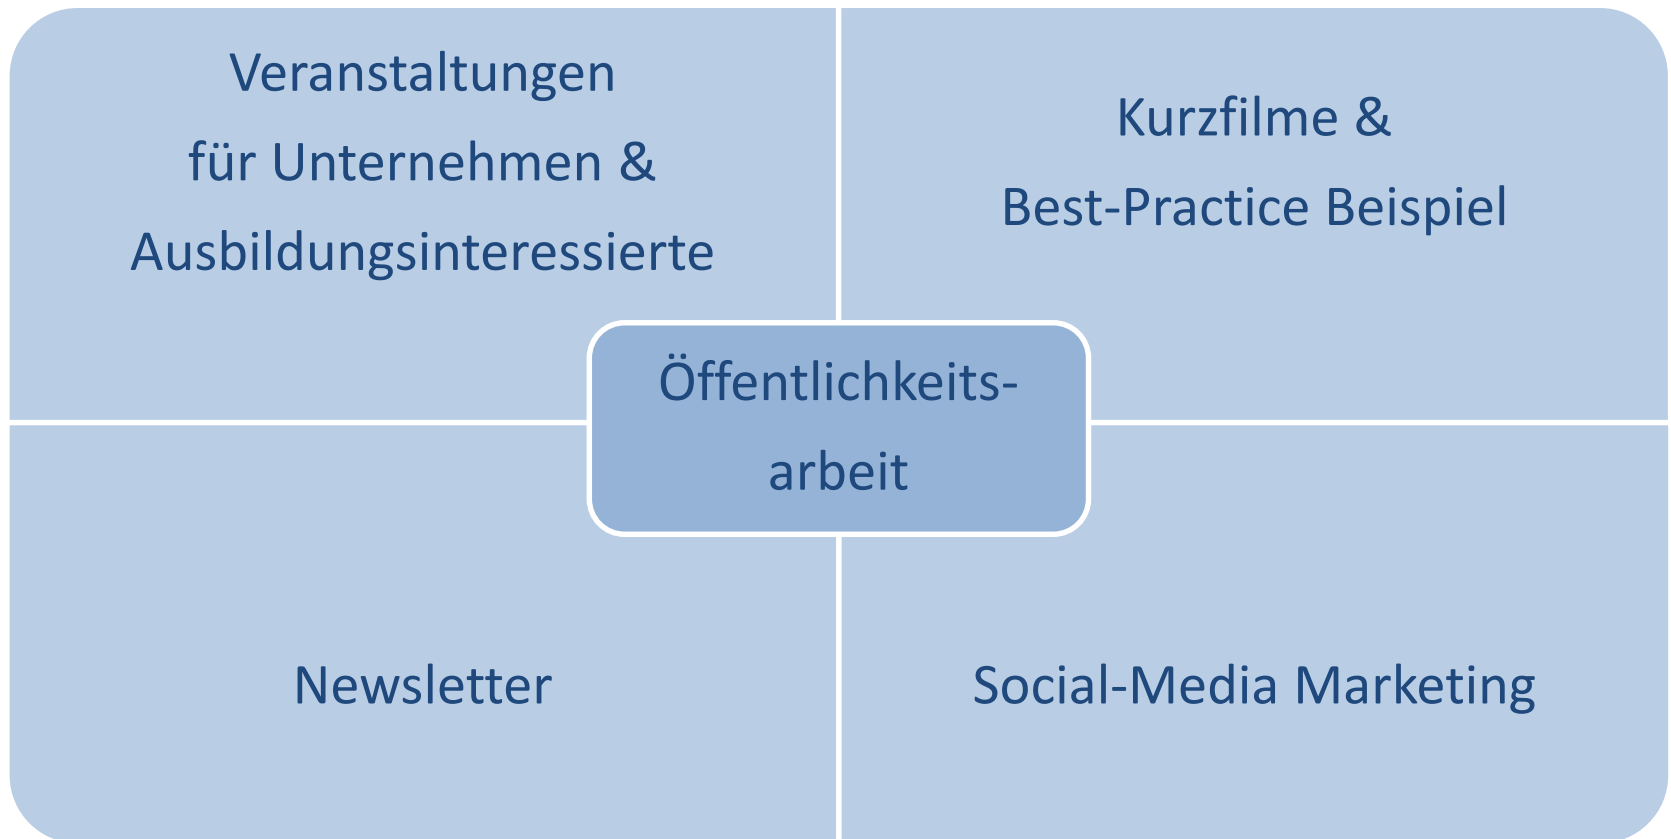 Veranstaltungen
für Unternehmen &
Ausbildungsinteressierte
Kurzfilme &
Best-Practice Beispiel
Öffentlichkeits-
arbeit
Newsletter
Social-Media Marketing